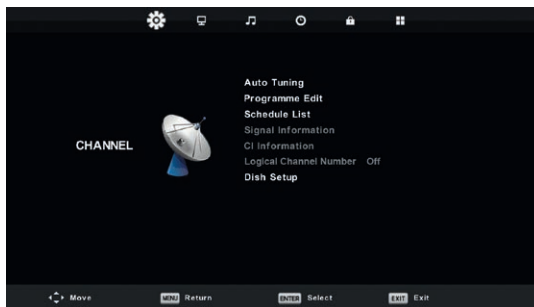 CHANNEL
Auto Tuning
Programme Edit
Schedule List
Signal Information
CI Information
Logical Channel Number Off
Dish Setup
Move MENU Return ENTER Select EXIT Exit